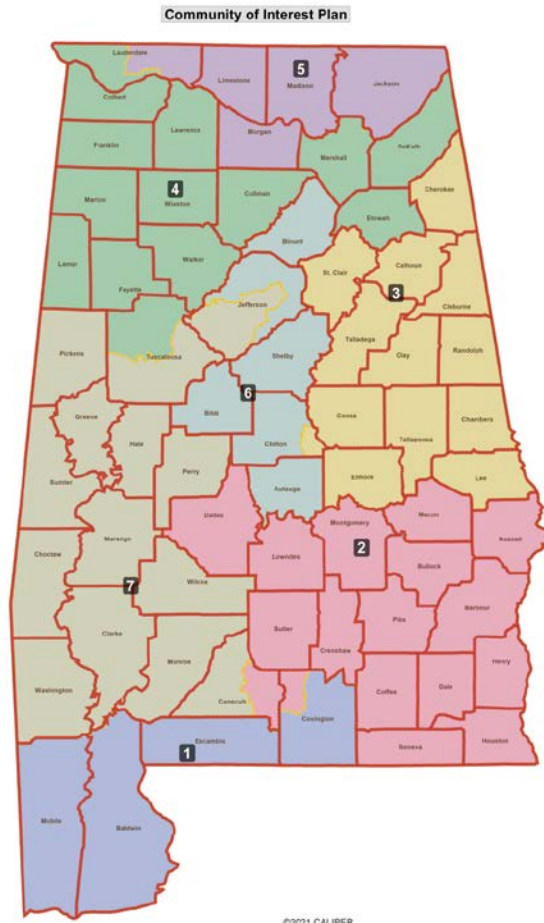 Community of Interest Plan
Lauderdale
Limestone
5
Madison
Jackson
Colbert
Lawrence
Morgan
Franklin
Marshall
DeKalb
Cherokee
Marion
4
Winston
Cullman
Etowah
Blount
Lamar
Fayette
Walker
Jefferson
St. Clair
Calhoun
3
Cleburne
Pickens
Tuscaloosa
Shelby
Talladega
Clay
Randolph
6
Greene
Hale
Bibb
Chilton
Coosa
Tallapoosa
Chambers
Sumter
Perry
Autauga
Elmore
Lee
Dallas
Montgomery
Macon
Russell
Marengo
Lowndes
2
Bullock
Choctaw
7
Wilcox
Butler
Crenshaw
Pike
Barbour
Clarke
Monroe
Conecuh
Coffee
Dale
Henry
Washington
Covington
Geneva
Houston
Escambia
1
Mobile
Baldwin
©2021 CALIPER